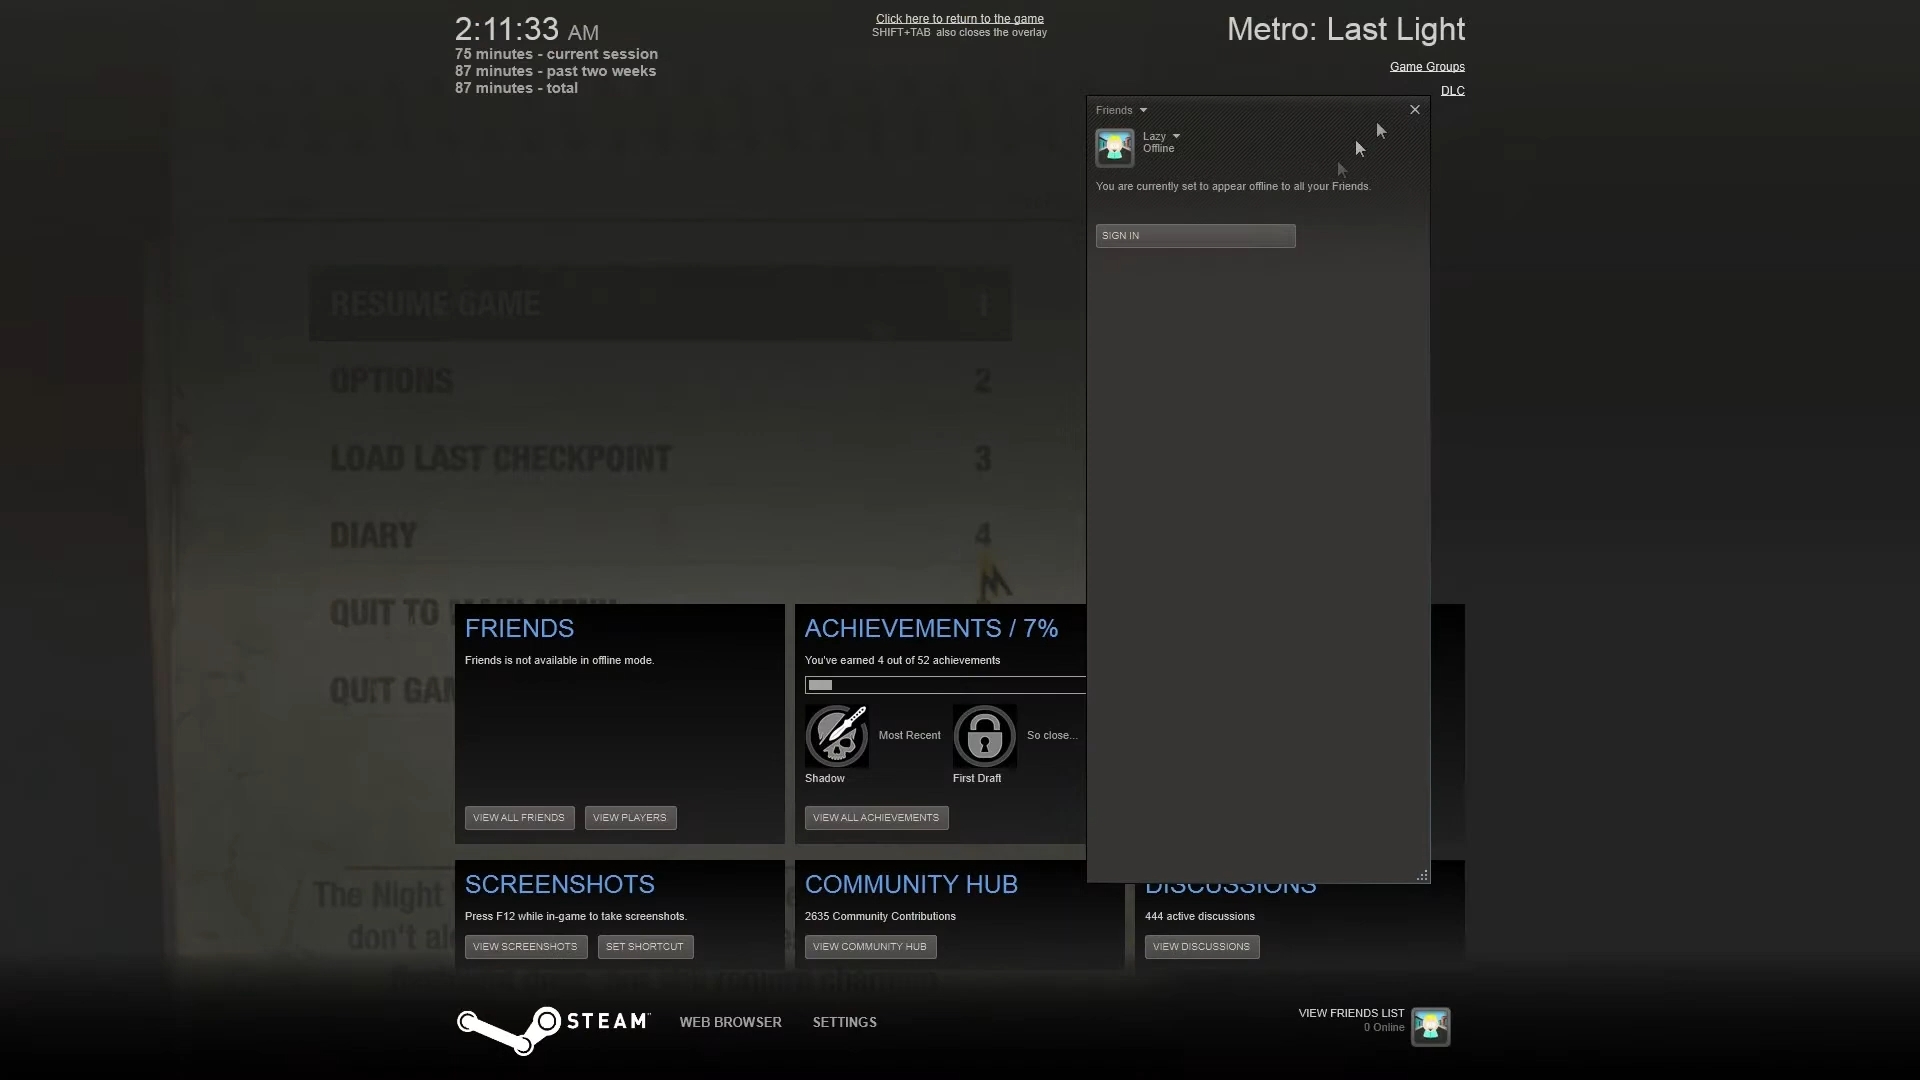 2:11:33 AM
75 minutes - current session
87 minutes - past two weeks
87 minutes - total
Click here to return to the game
SHIFT+TAB also closes the overlay
Metro: Last Light
Game Groups
DLC
Friends
Lazy
Offline
You are currently set to appear offline to all your Friends.
SIGN IN
RESUME GAME 1
OPTIONS 2
LOAD LAST CHECKPOINT 3
DIARY 4
QUIT TO MAIN MENU
QUIT GAM
FRIENDS
Friends is not available in offline mode.
VIEW ALL FRIENDS
VIEW PLAYERS
ACHIEVEMENTS / 7%
You've earned 4 out of 52 achievements
Most Recent
So close...
Shadow
First Draft
VIEW ALL ACHIEVEMENTS
SCREENSHOTS
Press F12 while in-game to take screenshots.
VIEW SCREENSHOTS
SET SHORTCUT
COMMUNITY HUB
2635 Community Contributions
VIEW COMMUNITY HUB
DISCUSSIONS
444 active discussions
VIEW DISCUSSIONS
The Night
don't al
STEAM™
WEB BROWSER
SETTINGS
VIEW FRIENDS LIST
0 Online